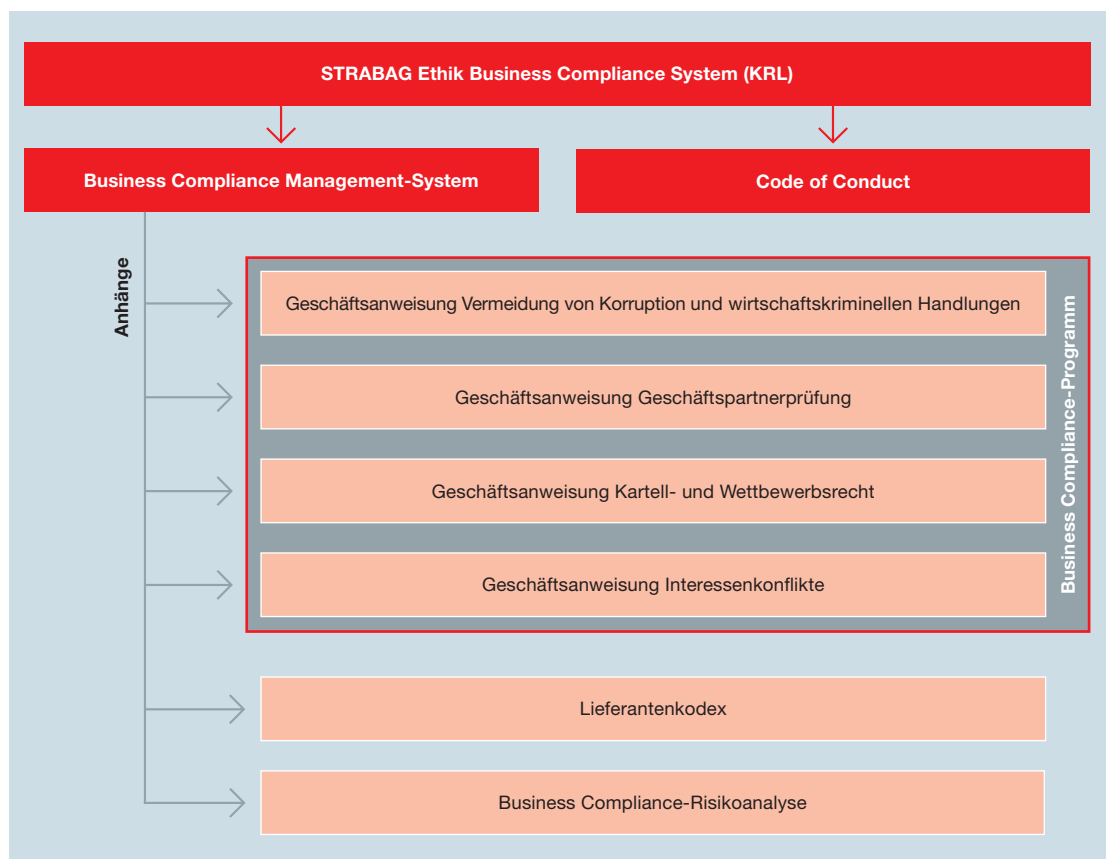 STRABAG Ethik Business Compliance System (KRL)
Business Compliance Management-System
Code of Conduct
Anhänge
Geschäftsanweisung Vermeidung von Korruption und wirtschaftskriminellen Handlungen
Geschäftsanweisung Geschäftspartnerprüfung
Geschäftsanweisung Kartell- und Wettbewerbsrecht
Geschäftsanweisung Interessenkonflikte
Business Compliance-Programm
Lieferantenkodex
Business Compliance-Risikoanalyse